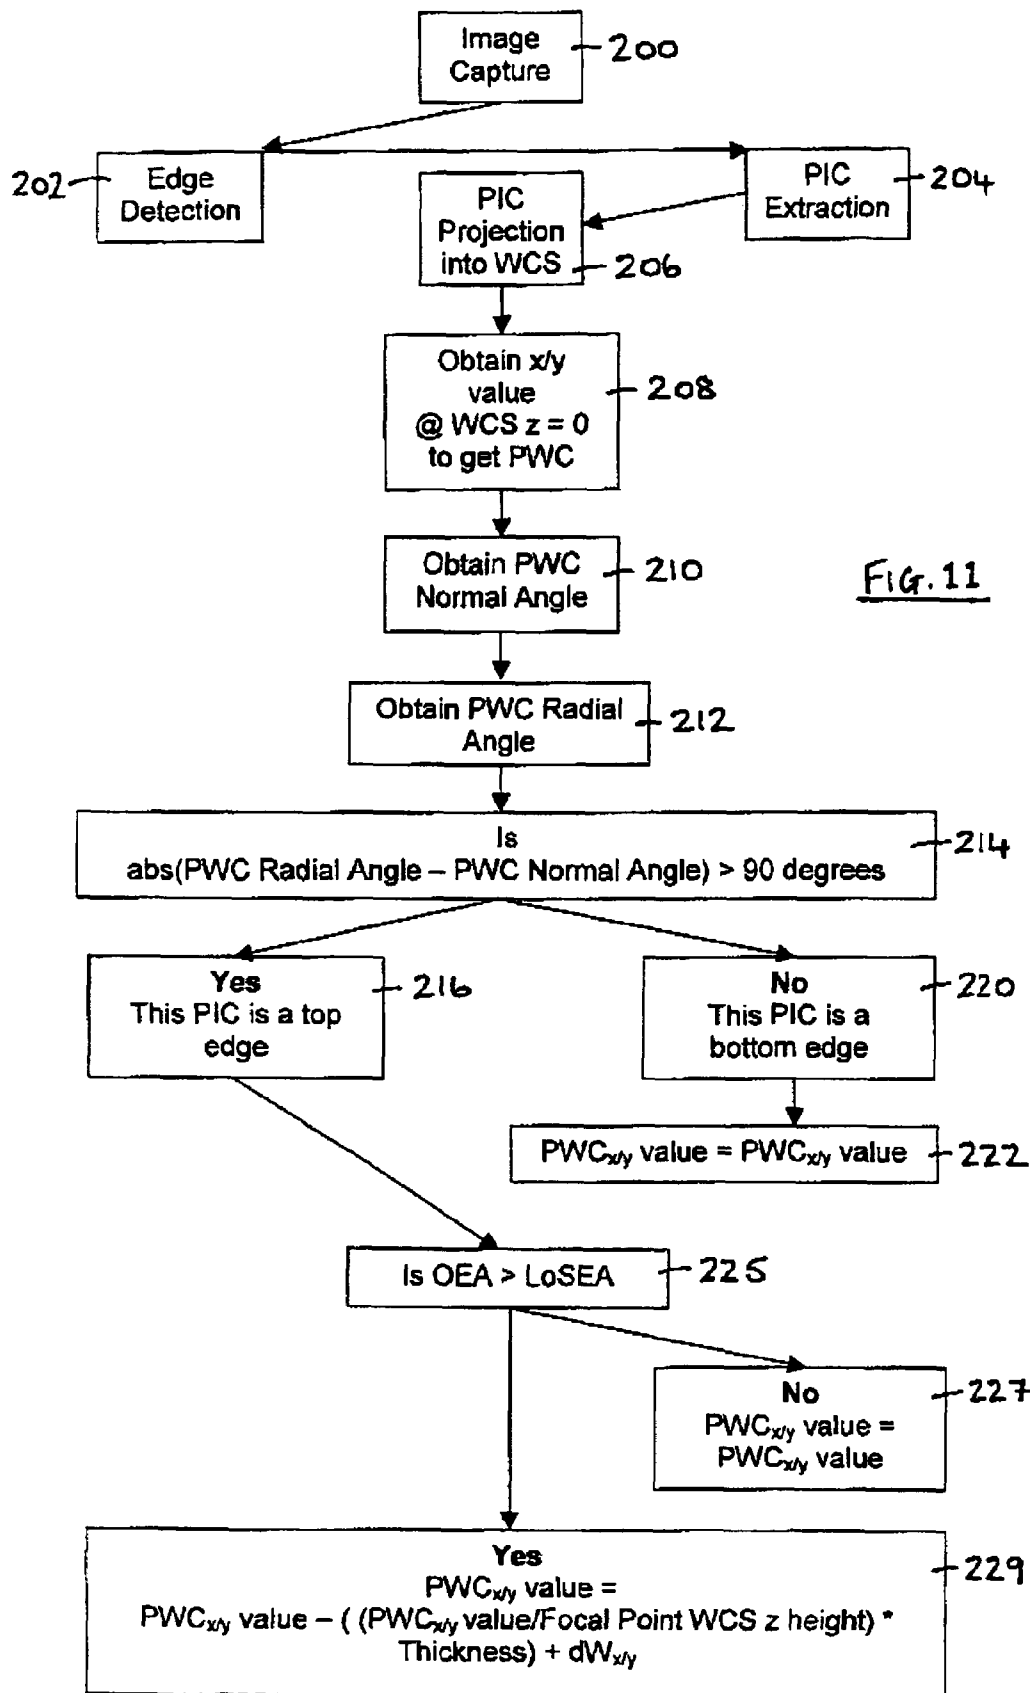 Image
Capture
200
202
Edge
Detection
PIC
Extraction
204
PIC
Projection
into WCS
206
Obtain x/y
value
@ WCS z = 0
to get PWC
208
Obtain PWC
Normal Angle
210
FIG. 11
Obtain PWC Radial
Angle
212
Is
abs(PWC Radial Angle – PWC Normal Angle) > 90 degrees
214
Yes
This PIC is a top
edge
216
No
This PIC is a
bottom edge
220
PWCx/y value = PWCx/y value
222
Is OEA > LoSEA
225
No
PWCx/y value =
PWCx/y value
227
Yes
PWCx/y value =
PWCx/y value – ( (PWCx/y value/Focal Point WCS z height) *
Thickness) + dWx/y
229